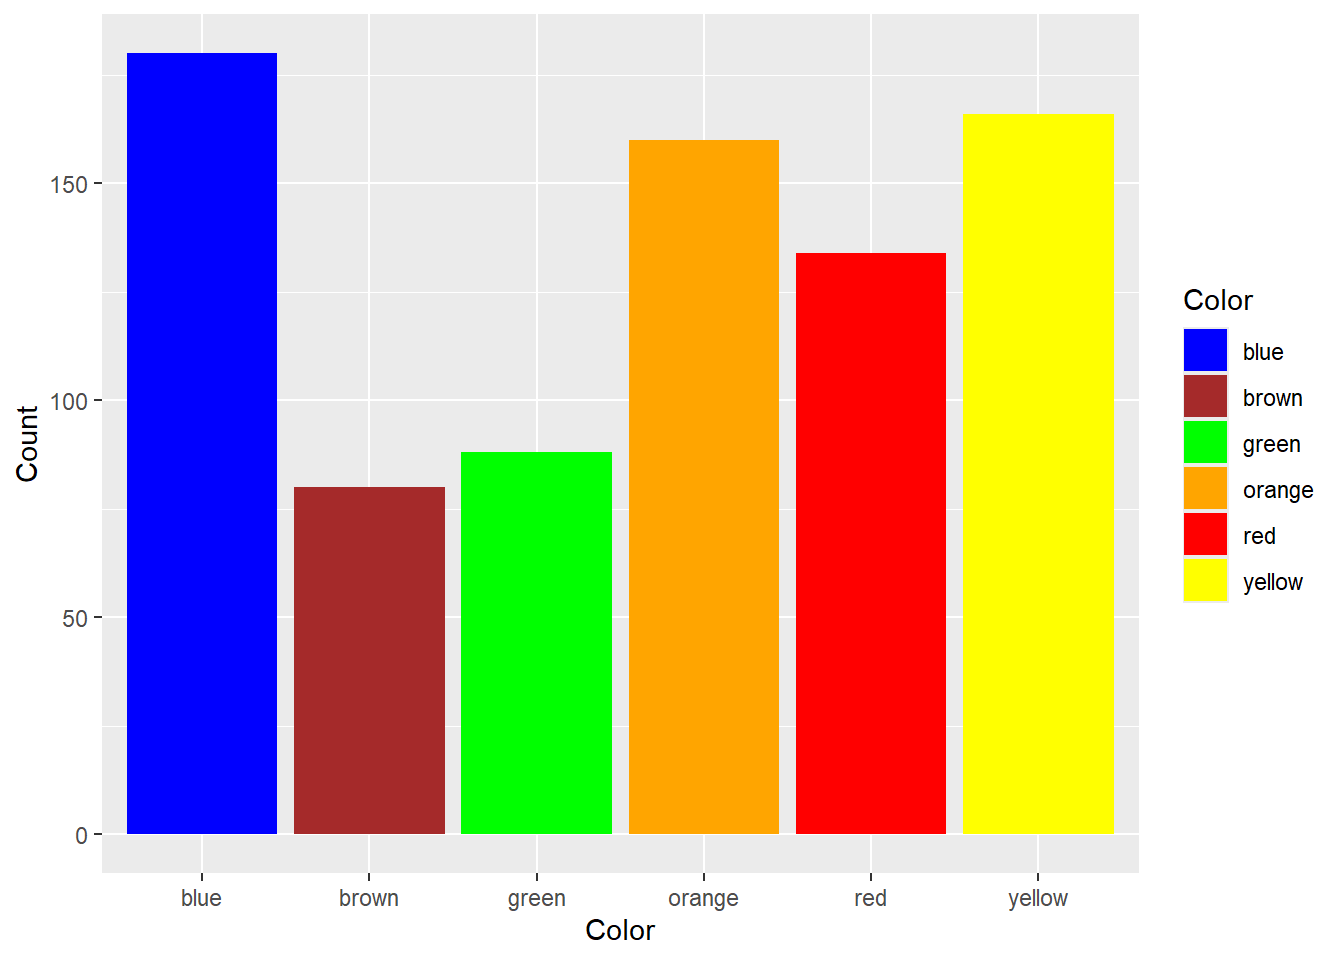 150
100
50
0
Count
blue brown green orange red yellow
Color
Color
blue
brown
green
orange
red
yellow